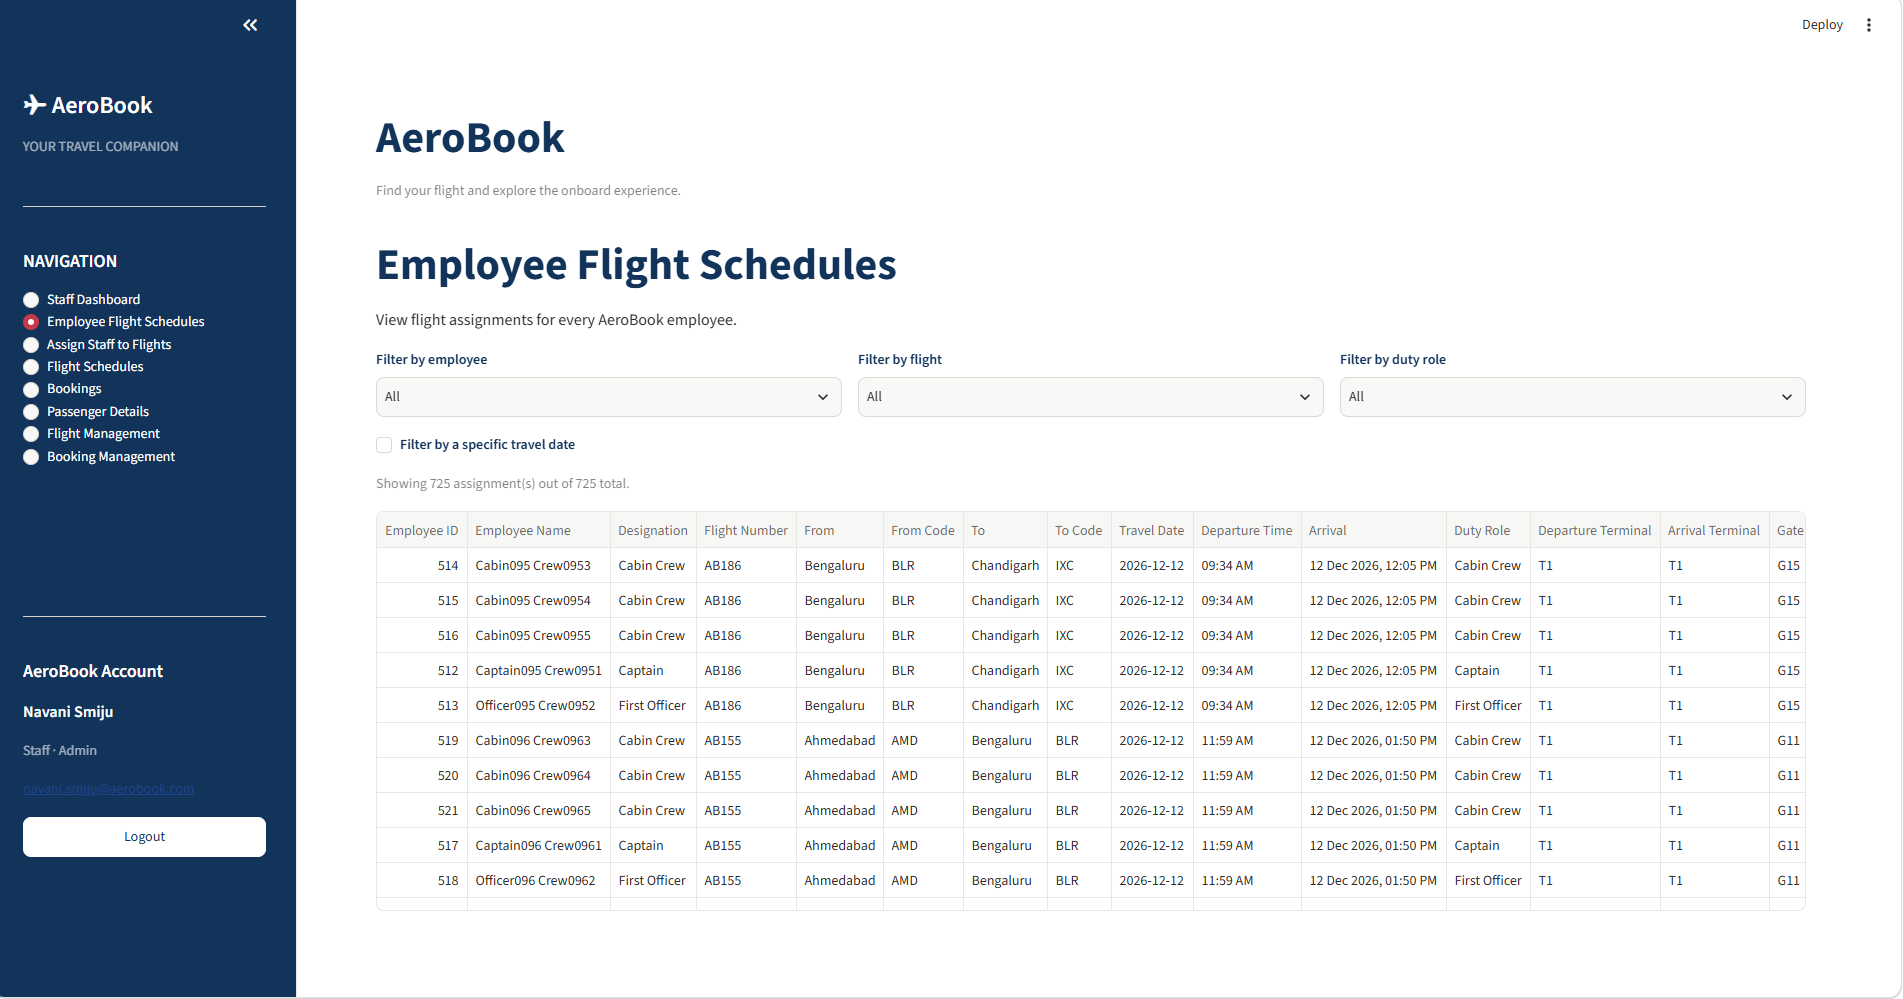 AeroBook
YOUR TRAVEL COMPANION
NAVIGATION
Staff Dashboard
Employee Flight Schedules
Assign Staff to Flights
Flight Schedules
Bookings
Passenger Details
Flight Management
Booking Management
AeroBook Account
Navani Smiju
Staff · Admin
navani.smiju@aerobook.com
Logout
Deploy
AeroBook
Find your flight and explore the onboard experience.
Employee Flight Schedules
View flight assignments for every AeroBook employee.
Filter by employee Filter by flight Filter by duty role
All All All
Filter by a specific travel date
Showing 725 assignment(s) out of 725 total.
Employee ID Employee Name Designation Flight Number From From Code To To Code Travel Date Departure Time Arrival Duty Role Departure Terminal Arrival Terminal Gate
514 Cabin095 Crew0953 Cabin Crew AB186 Bengaluru BLR Chandigarh IXC 2026-12-12 09:34 AM 12 Dec 2026, 12:05 PM Cabin Crew T1 T1 G15
515 Cabin095 Crew0954 Cabin Crew AB186 Bengaluru BLR Chandigarh IXC 2026-12-12 09:34 AM 12 Dec 2026, 12:05 PM Cabin Crew T1 T1 G15
516 Cabin095 Crew0955 Cabin Crew AB186 Bengaluru BLR Chandigarh IXC 2026-12-12 09:34 AM 12 Dec 2026, 12:05 PM Cabin Crew T1 T1 G15
512 Captain095 Crew0951 Captain AB186 Bengaluru BLR Chandigarh IXC 2026-12-12 09:34 AM 12 Dec 2026, 12:05 PM Captain T1 T1 G15
513 Officer095 Crew0952 First Officer AB186 Bengaluru BLR Chandigarh IXC 2026-12-12 09:34 AM 12 Dec 2026, 12:05 PM First Officer T1 T1 G15
519 Cabin096 Crew0963 Cabin Crew AB155 Ahmedabad AMD Bengaluru BLR 2026-12-12 11:59 AM 12 Dec 2026, 01:50 PM Cabin Crew T1 T1 G11
520 Cabin096 Crew0964 Cabin Crew AB155 Ahmedabad AMD Bengaluru BLR 2026-12-12 11:59 AM 12 Dec 2026, 01:50 PM Cabin Crew T1 T1 G11
521 Cabin096 Crew0965 Cabin Crew AB155 Ahmedabad AMD Bengaluru BLR 2026-12-12 11:59 AM 12 Dec 2026, 01:50 PM Cabin Crew T1 T1 G11
517 Captain096 Crew0961 Captain AB155 Ahmedabad AMD Bengaluru BLR 2026-12-12 11:59 AM 12 Dec 2026, 01:50 PM Captain T1 T1 G11
518 Officer096 Crew0962 First Officer AB155 Ahmedabad AMD Bengaluru BLR 2026-12-12 11:59 AM 12 Dec 2026, 01:50 PM First Officer T1 T1 G11